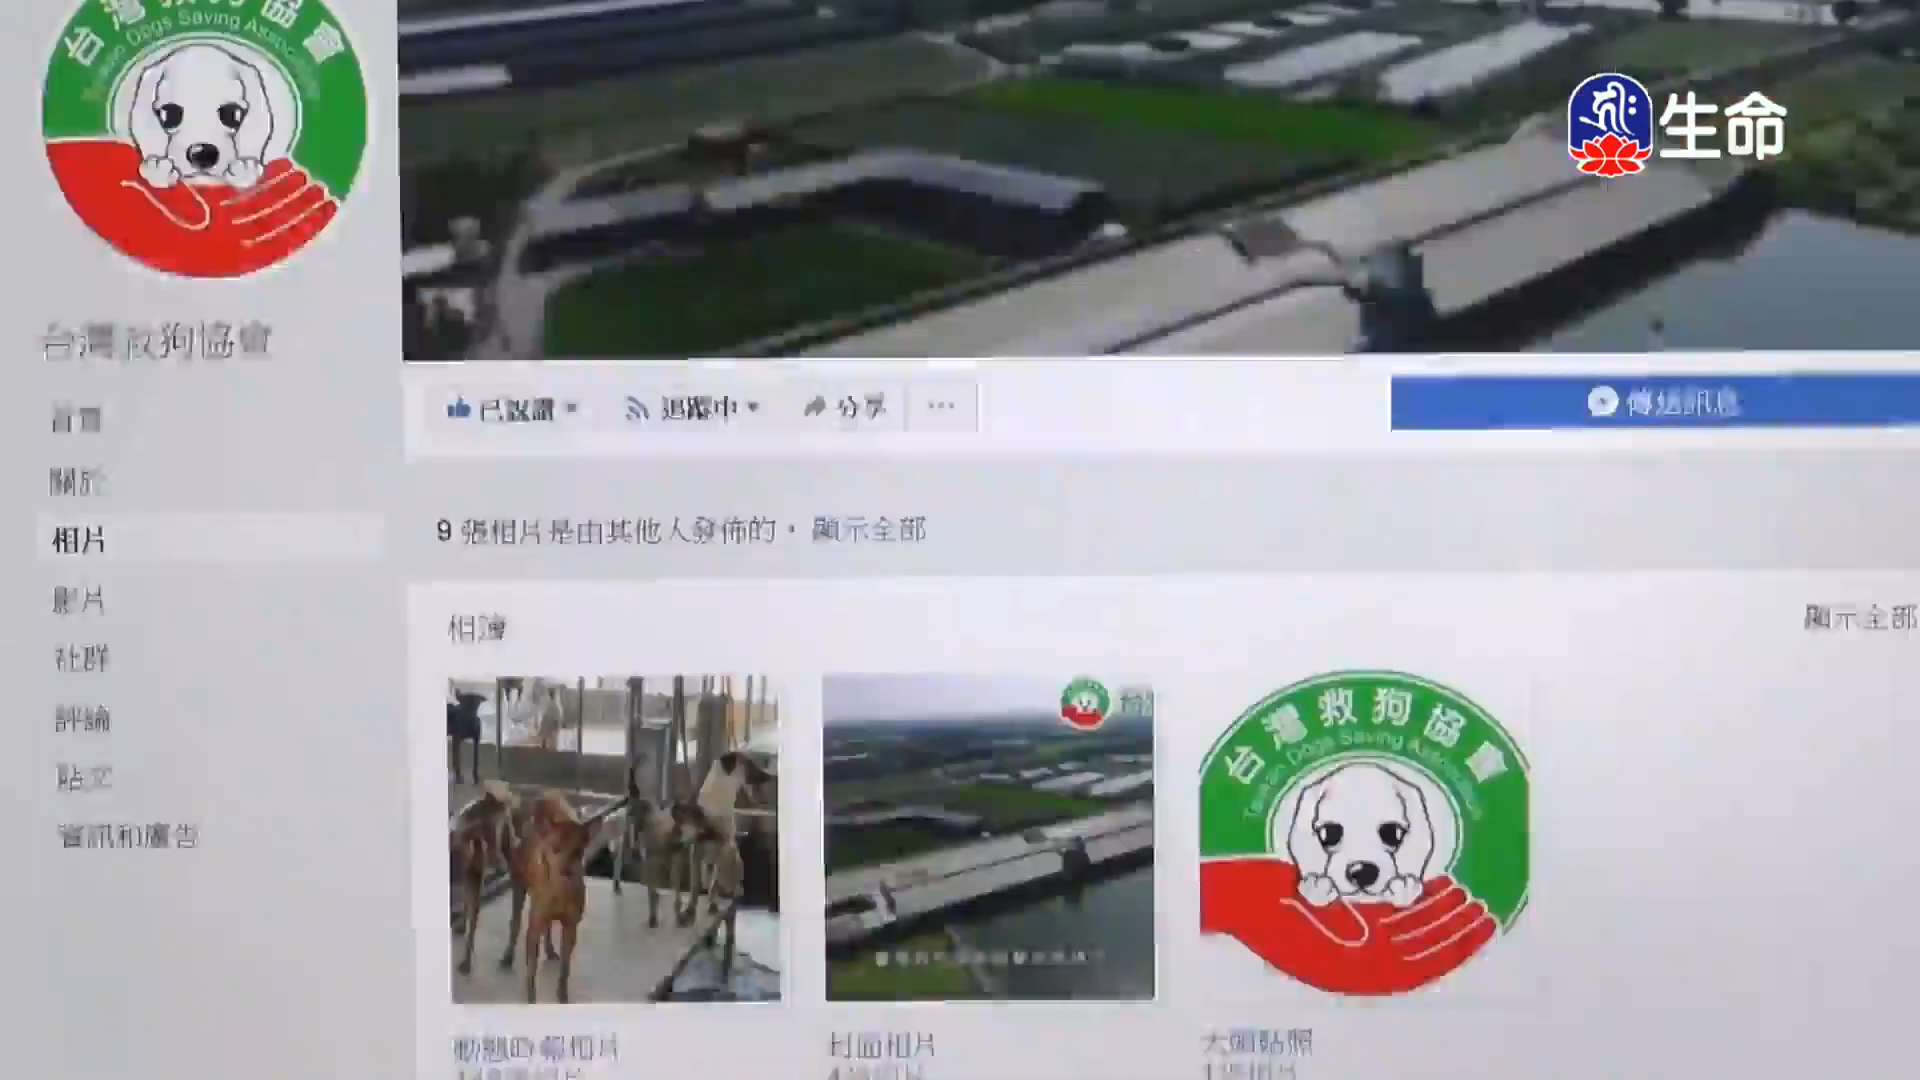 台灣救狗協會
Taiwan Dogs Saving Association
生命
台灣救狗協會
首頁
關於
相片
影片
社群
評論
貼文
資訊和廣告
已說讚
追蹤中
分享
傳送訊息
9 張相片是由其他人發佈的。 顯示全部
相簿
顯示全部
台灣救狗協會
Taiwan Dogs Saving Association
動態時報相片
封面相片
大頭貼照